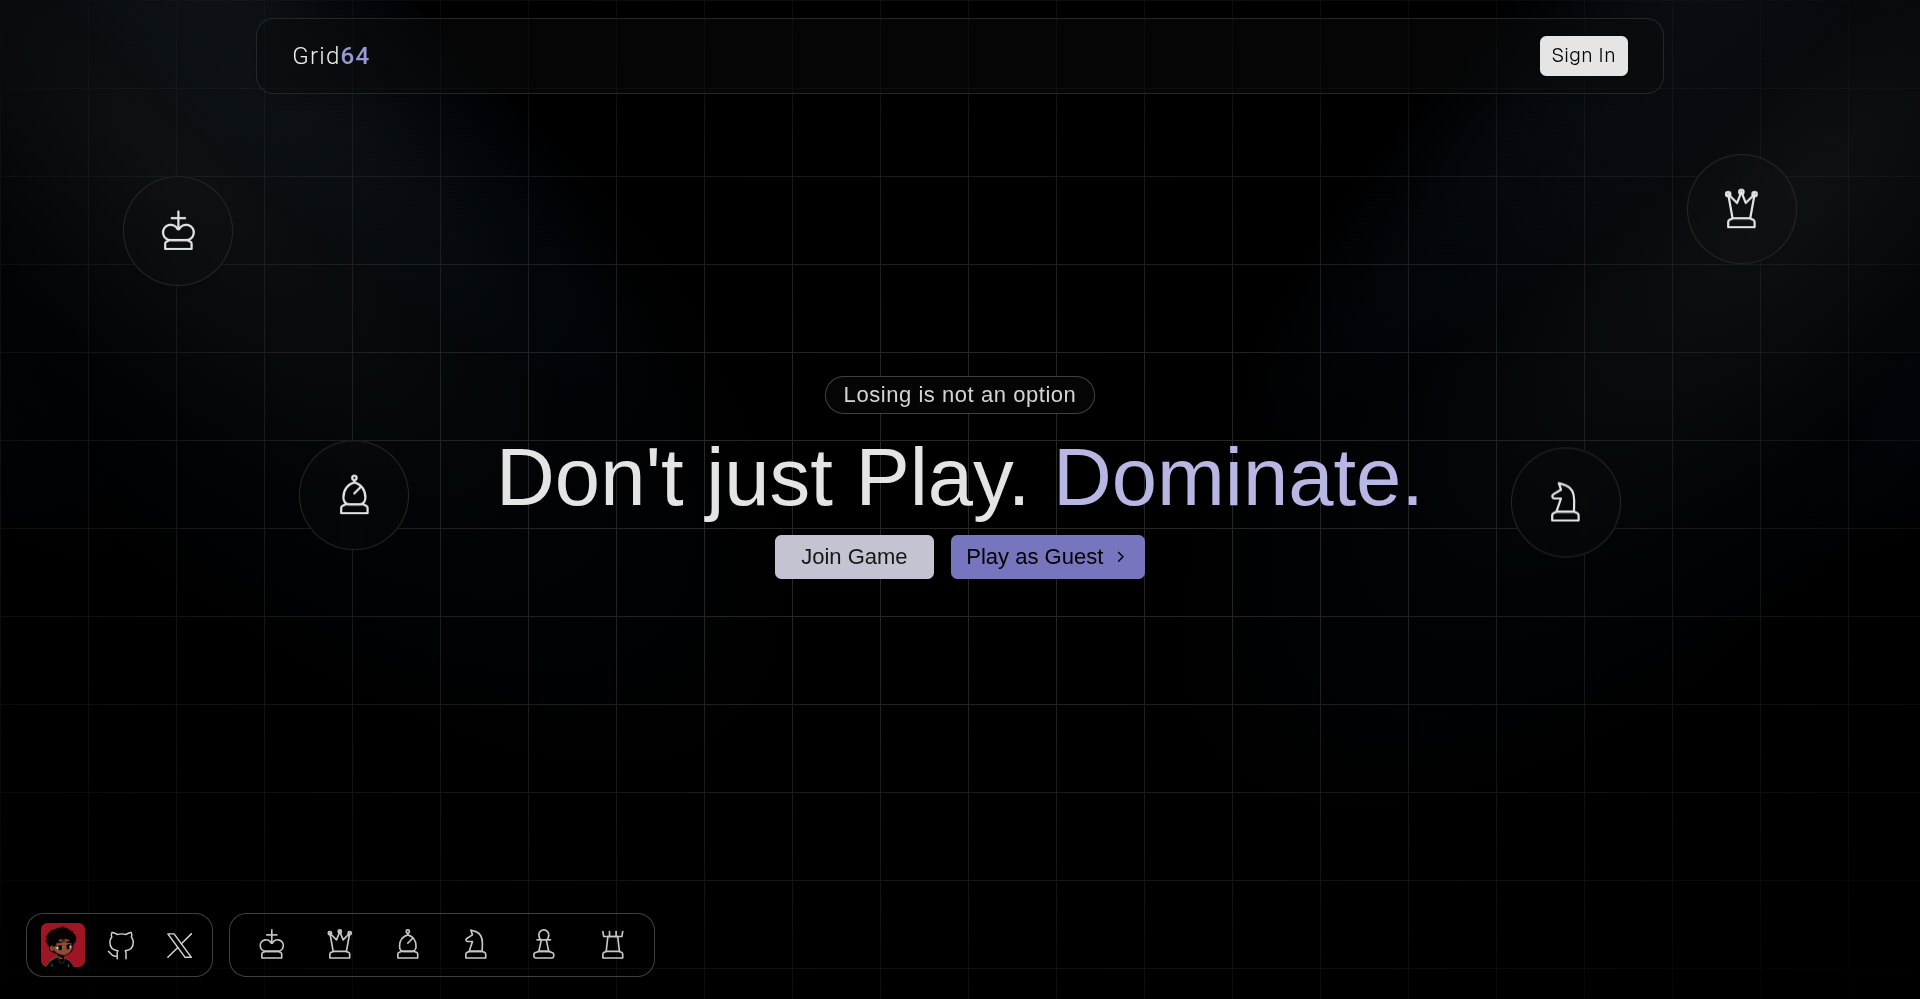 Grid64
Sign In
Losing is not an option
Don't just Play. Dominate.
Join Game
Play as Guest